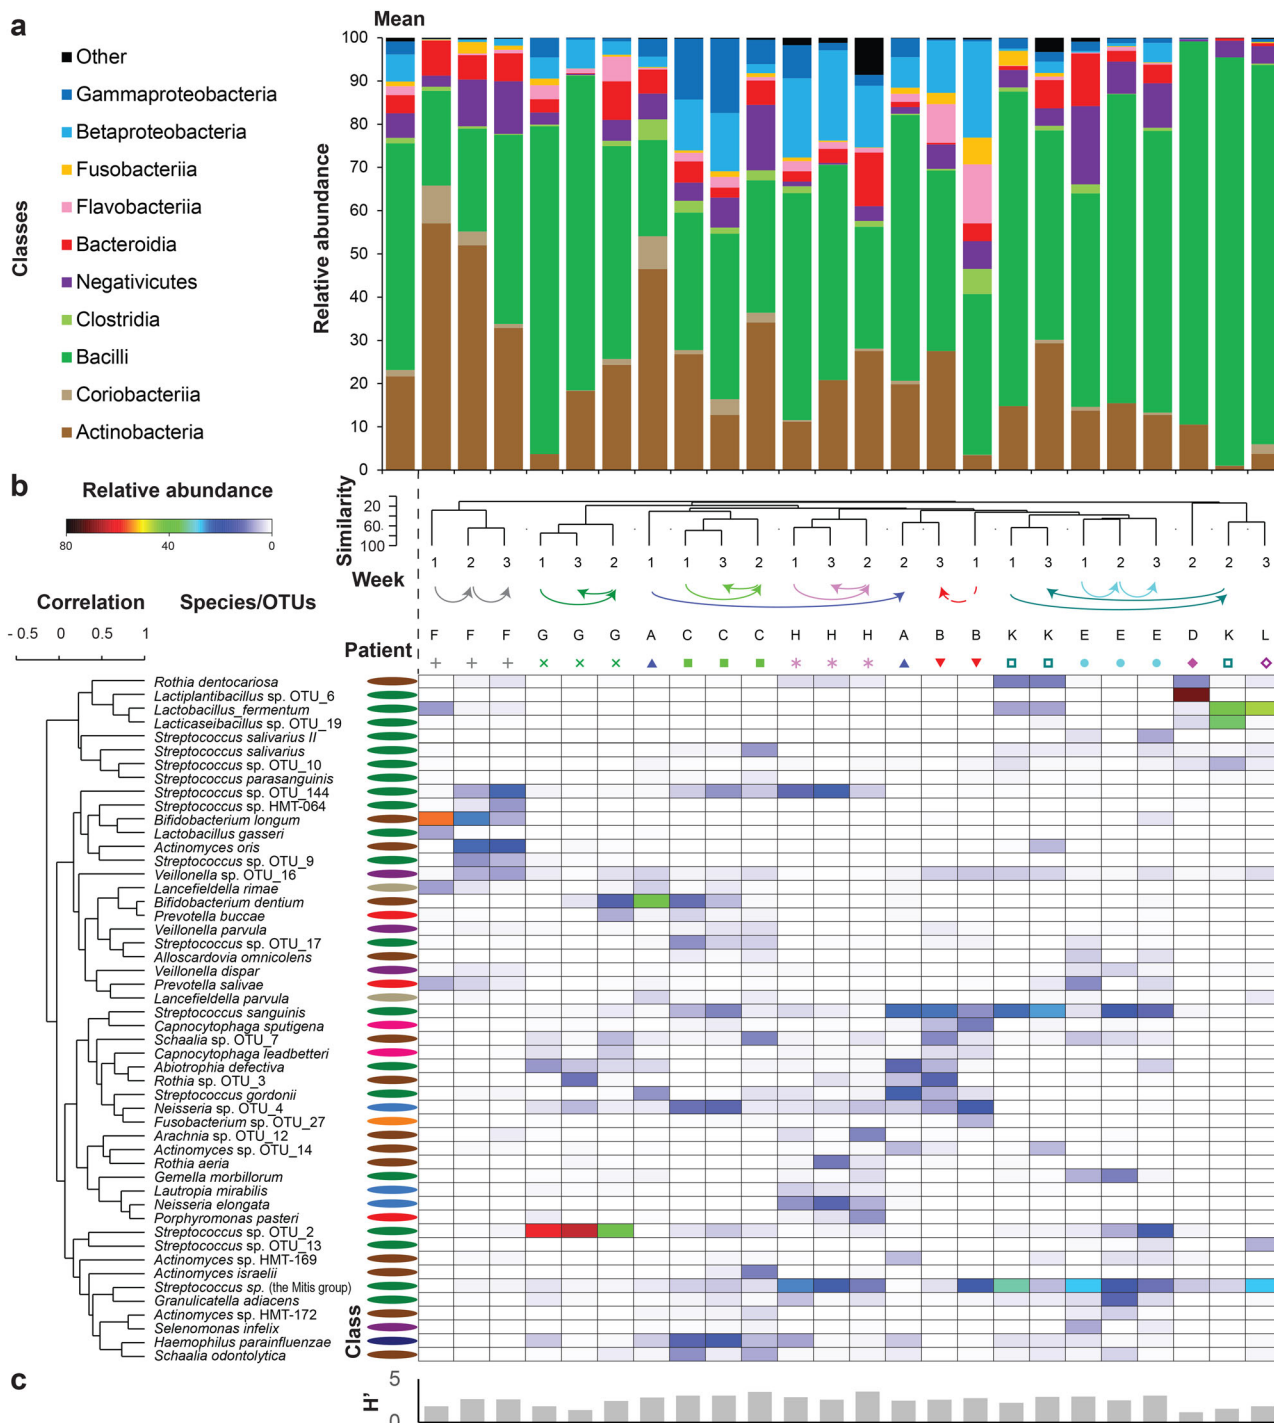 a
Mean
Classes
Other
Gammaproteobacteria
Betaproteobacteria
Fusobacteriia
Flavobacteriia
Bacteroidia
Negativicutes
Clostridia
Bacilli
Coriobacteriia
Actinobacteria
Relative abundance
100
90
80
70
60
50
40
30
20
10
0
b
Relative abundance
80 40 0
Similarity
20
60
100
Week
1 2 3 1 3 2 1 1 3 2 1 3 2 2 3 1 1 3 1 2 3 2 2 3
Correlation Species/OTUs
- 0.5 0 0.5 1
Patient
F F F G G G A C C C H H H A B B K K E E E D K L
Rothia dentocariosa
Lactiplantibacillus sp. OTU_6
Lactobacillus_fermentum
Lacticaseibacillus sp. OTU_19
Streptococcus salivarius II
Streptococcus salivarius
Streptococcus sp. OTU_10
Streptococcus parasanguinis
Streptococcus sp. OTU_144
Streptococcus sp. HMT-064
Bifidobacterium longum
Lactobacillus gasseri
Actinomyces oris
Streptococcus sp. OTU_9
Veillonella sp. OTU_16
Lancefieldella rimae
Bifidobacterium dentium
Prevotella buccae
Veillonella parvula
Streptococcus sp. OTU_17
Alloscardovia omnicolens
Veillonella dispar
Prevotella salivae
Lancefieldella parvula
Streptococcus sanguinis
Capnocytophaga sputigena
Schaalia sp. OTU_7
Capnocytophaga leadbetteri
Abiotrophia defectiva
Rothia sp. OTU_3
Streptococcus gordonii
Neisseria sp. OTU_4
Fusobacterium sp. OTU_27
Arachnia sp. OTU_12
Actinomyces sp. OTU_14
Rothia aeria
Gemella morbillorum
Lautropia mirabilis
Neisseria elongata
Porphyromonas pasteri
Streptococcus sp. OTU_2
Streptococcus sp. OTU_13
Actinomyces sp. HMT-169
Actinomyces israelii
Streptococcus sp. (the Mitis group)
Granulicatella adiacens
Actinomyces sp. HMT-172
Selenomonas infelix
Haemophilus parainfluenzae
Schaalia odontolytica
Class
c
H'
5
0